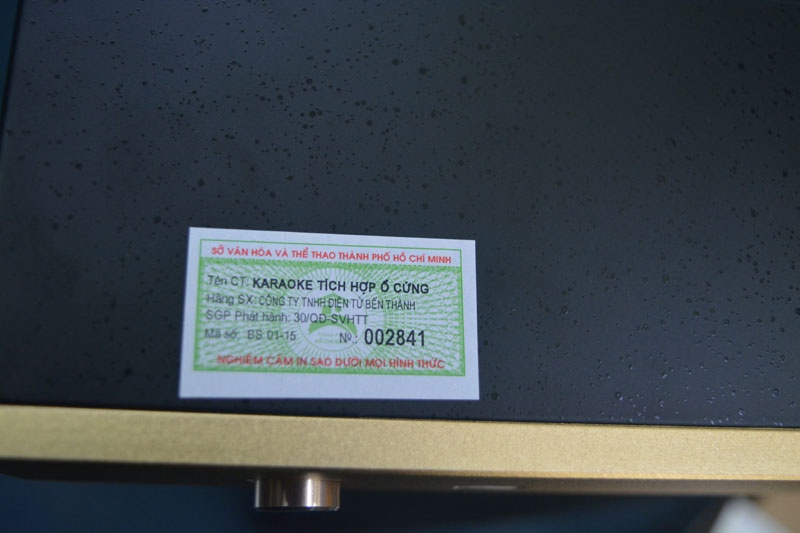 SỞ VĂN HÓA VÀ THỂ THAO THÀNH PHỐ HỒ CHÍ MINH
Tên CT: KARAOKE TÍCH HỢP Ổ CỨNG
Hãng SX: CÔNG TY TNHH ĐIỆN TỬ BẾN THÀNH
SGP Phát hành: 30/QĐ-SVHTT
Mã số: BS 01-15 Nº: 002841
NGHIÊM CẤM IN SAO DƯỚI MỌI HÌNH THỨC